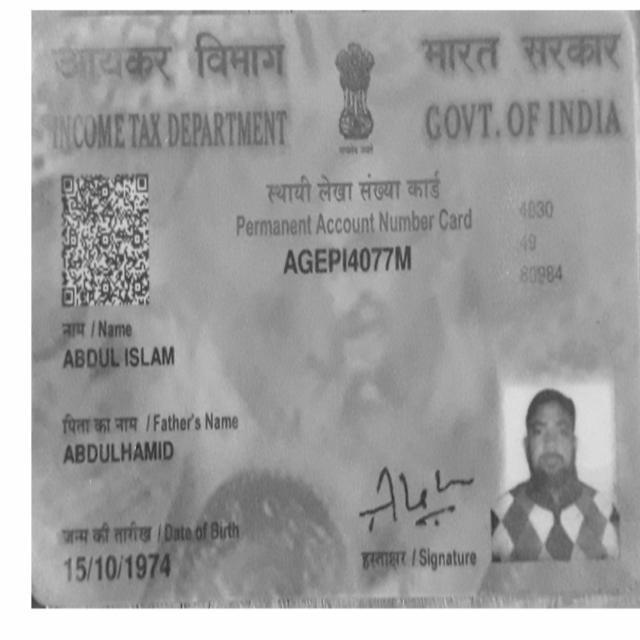 आयकर विभाग
भारत सरकार
INCOME TAX DEPARTMENT
GOVT. OF INDIA
सत्यमेव जयते
स्थायी लेखा संख्या कार्ड
Permanent Account Number Card
AGEPI4077M
4030
49
80984
नाम / Name
ABDUL ISLAM
पिता का नाम / Father's Name
ABDULHAMID
जन्म की तारीख / Date of Birth
15/10/1974
हस्ताक्षर / Signature